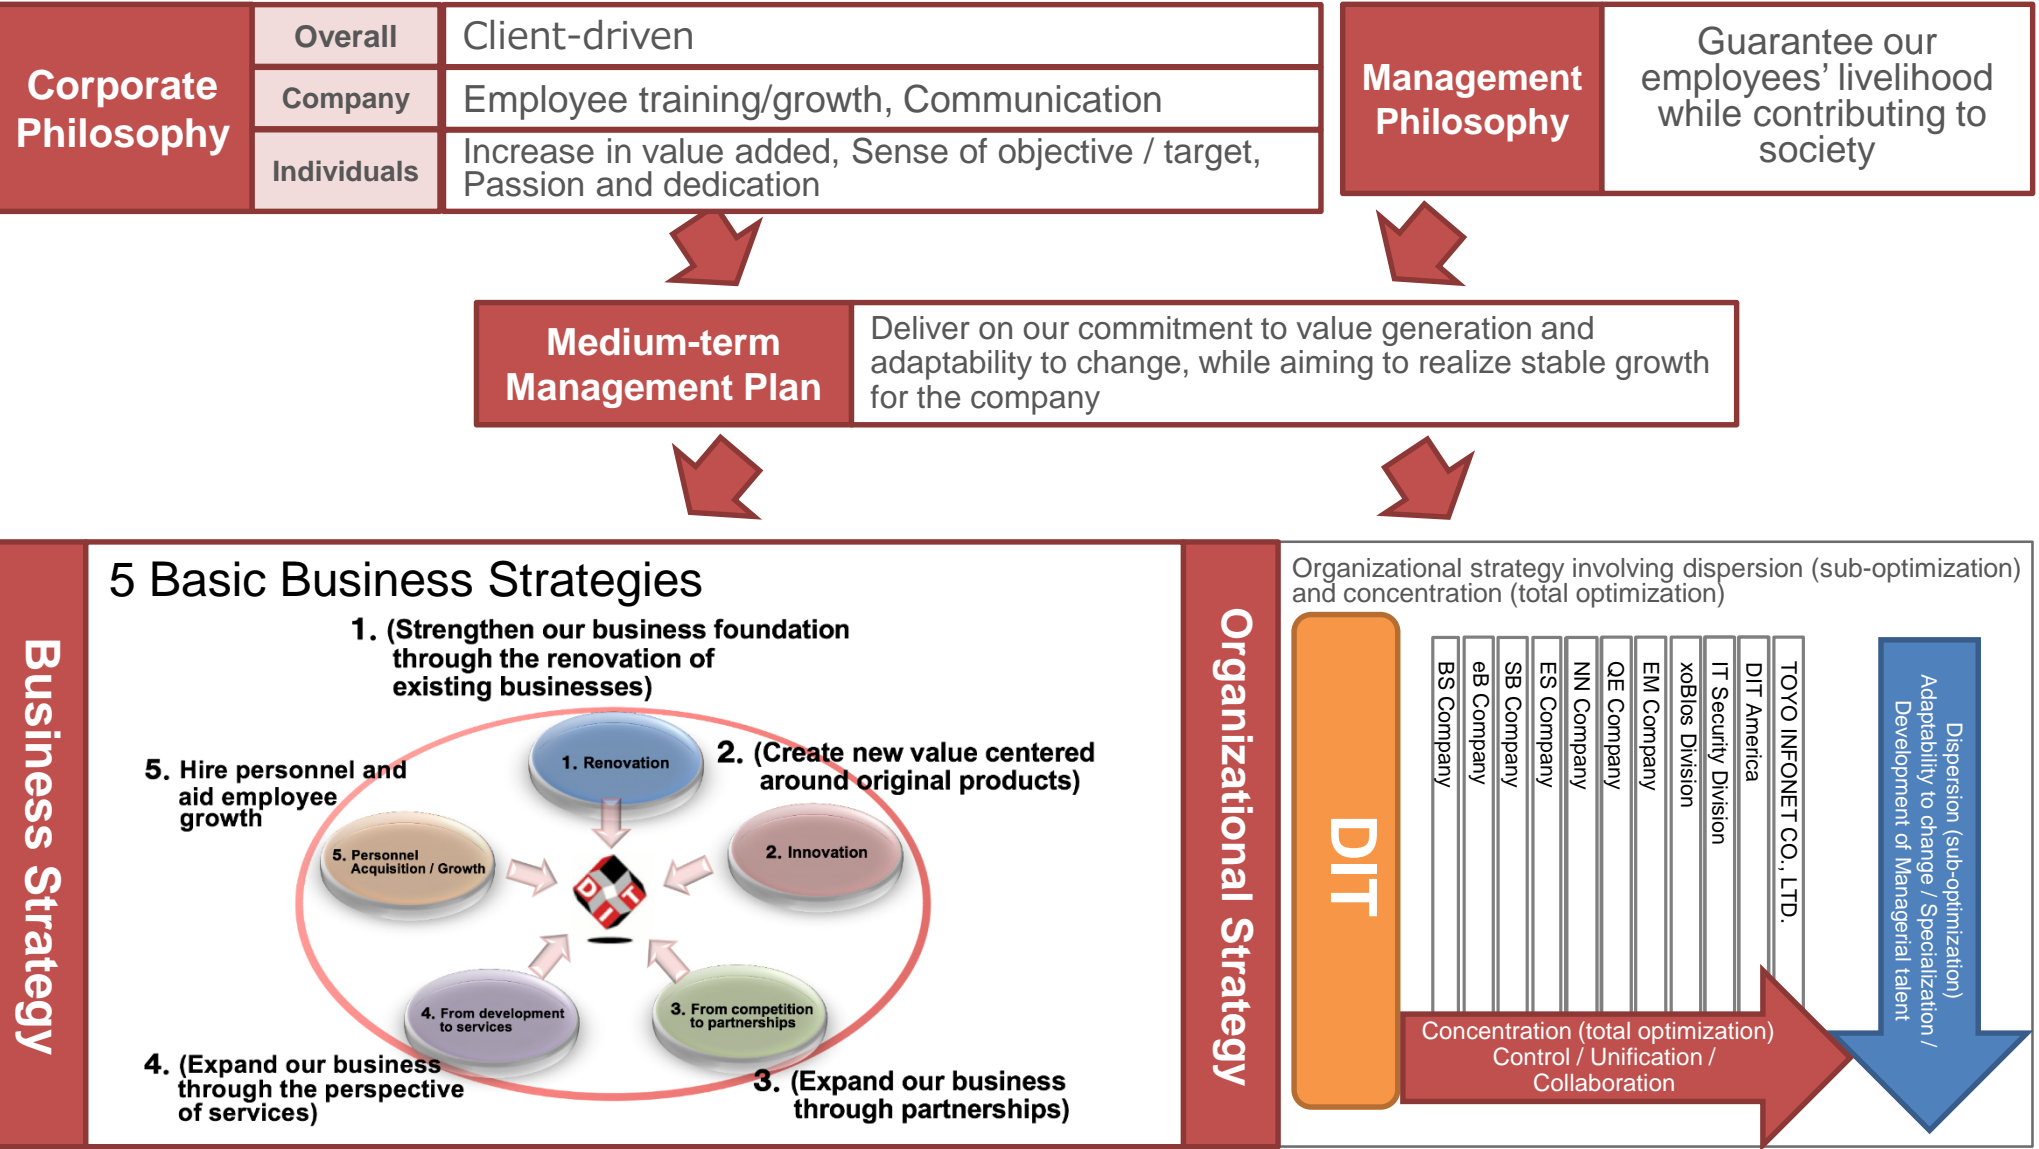 Corporate
Philosophy
Overall
Client-driven
Company
Employee training/growth, Communication
Individuals
Increase in value added, Sense of objective / target,
Passion and dedication
Management
Philosophy
Guarantee our
employees’ livelihood
while contributing to
society
Medium-term
Management Plan
Deliver on our commitment to value generation and
adaptability to change, while aiming to realize stable growth
for the company
Business Strategy
5 Basic Business Strategies
1. (Strengthen our business foundation
through the renovation of
existing businesses)
2. (Create new value centered
around original products)
5. Hire personnel and
aid employee
growth
1. Renovation
2. Innovation
5. Personnel
Acquisition / Growth
D I T
4. From development
to services
3. From competition
to partnerships
4. (Expand our business
through the perspective
of services)
3. (Expand our business
through partnerships)
Organizational Strategy
Organizational strategy involving dispersion (sub-optimization)
and concentration (total optimization)
DIT
BS Company
eB Company
SB Company
ES Company
NN Company
QE Company
EM Company
xoBlos Division
IT Security Division
DIT America
TOYO INFONET CO., LTD.
Dispersion (sub-optimization)
Adaptability to change / Specialization /
Development of Managerial talent
Concentration (total optimization)
Control / Unification /
Collaboration